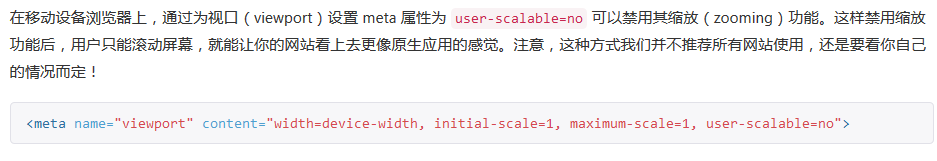 在移动设备浏览器上，通过为视口（viewport）设置 meta 属性为 user-scalable=no 可以禁用其缩放（zooming）功能。这样禁用缩放
功能后，用户只能滚动屏幕，就能让你的网站看上去更像原生应用的感觉。注意，这种方式我们并不推荐所有网站使用，还是要看你自己
的情况而定！
<meta name="viewport" content="width=device-width, initial-scale=1, maximum-scale=1, user-scalable=no">